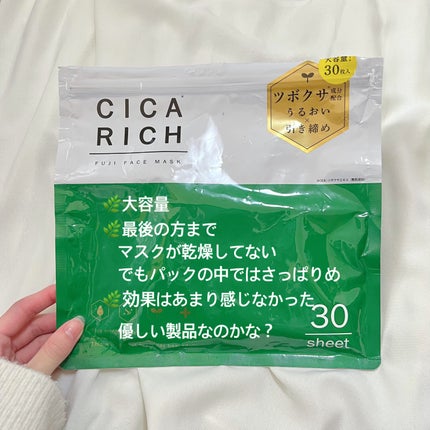 大容量!
30枚入
CICA
RICH
FUJI FACE MASK
ツボクサ成分配合
うるおい
×
引き締め
🌿大容量
🌿最後の方まで
マスクが乾燥してない
でもパックの中ではさっぱりめ
🌿効果はあまり感じなかった
優しい製品なのかな？
30
sheet